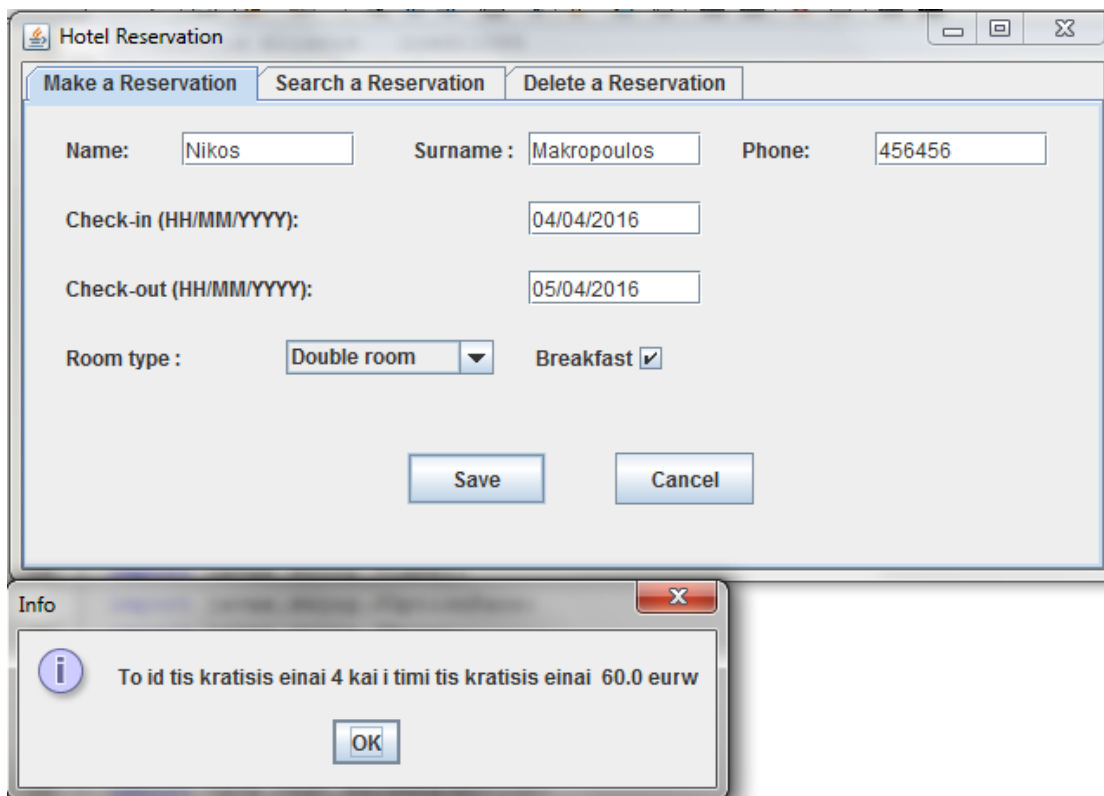 Hotel Reservation
Make a Reservation Search a Reservation Delete a Reservation
Name: Nikos Surname : Makropoulos Phone: 456456
Check-in (HH/MM/YYYY): 04/04/2016
Check-out (HH/MM/YYYY): 05/04/2016
Room type : Double room Breakfast
Save Cancel
Info
To id tis kratisis einai 4 kai i timi tis kratisis einai 60.0 eurw
OK